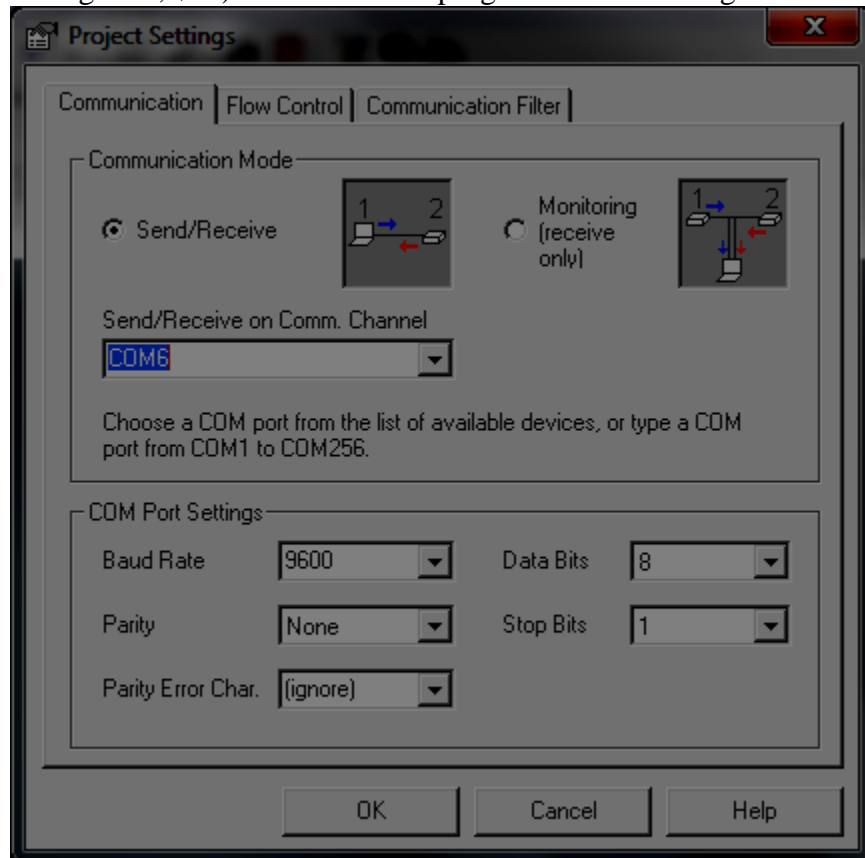 Project Settings
Communication Flow Control Communication Filter
Communication Mode
Send/Receive
1 2
Monitoring
(receive
only)
1 2
Send/Receive on Comm. Channel
COM6
Choose a COM port from the list of available devices, or type a COM
port from COM1 to COM256.
COM Port Settings
Baud Rate 9600 Data Bits 8
Parity None Stop Bits 1
Parity Error Char. (ignore)
OK Cancel Help